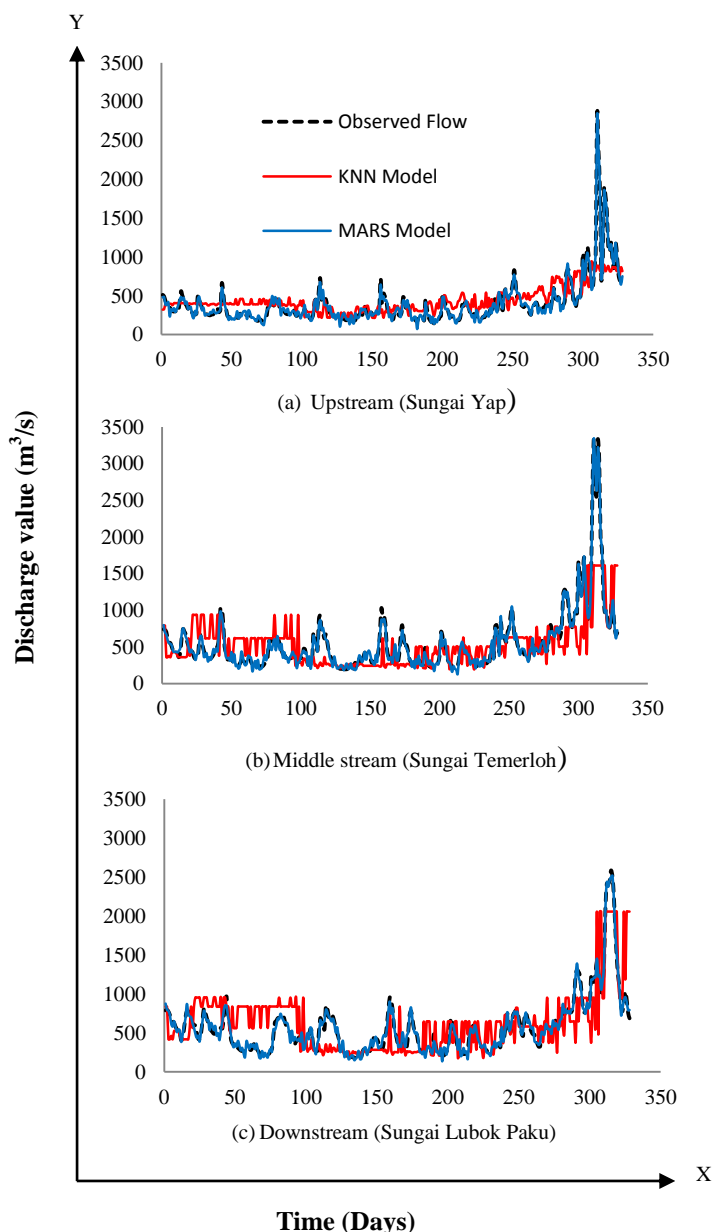 Y
3500
3000
2500
2000
1500
1000
500
0
Observed Flow
KNN Model
MARS Model
0 50 100 150 200 250 300 350
(a) Upstream (Sungai Yap)
3500
3000
2500
2000
1500
1000
500
0
0 50 100 150 200 250 300 350
(b) Middle stream (Sungai Temerloh)
3500
3000
2500
2000
1500
1000
500
0
0 50 100 150 200 250 300 350
(c) Downstream (Sungai Lubok Paku)
Discharge value (m³/s)
X
Time (Days)